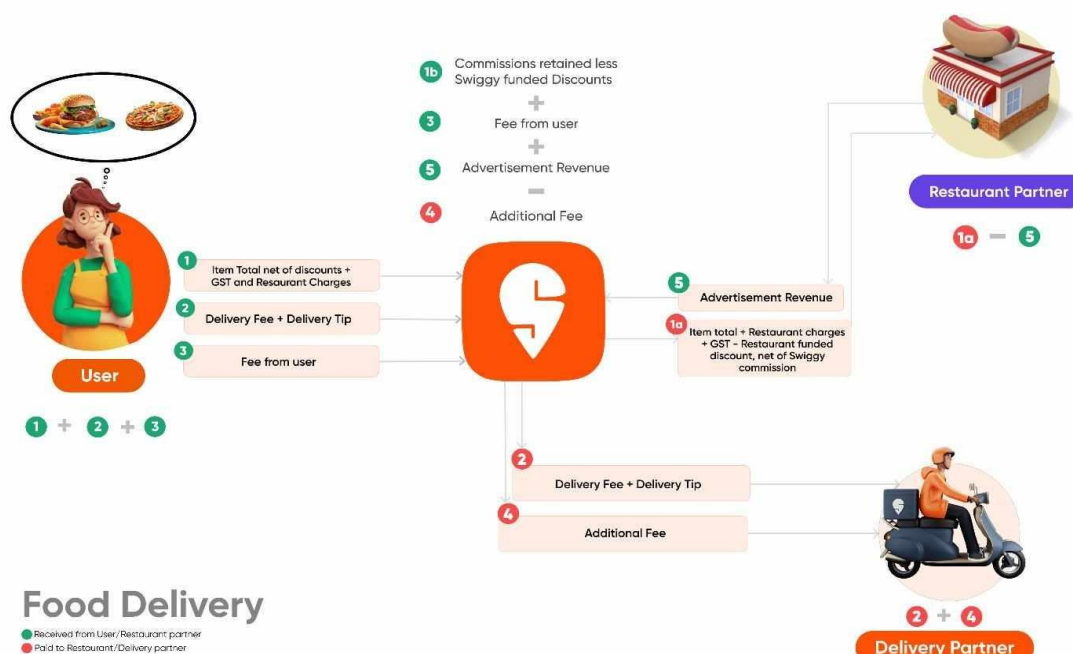 1b Commissions retained less
Swiggy funded Discounts
+
3 Fee from user
+
5 Advertisement Revenue
−
4 Additional Fee
Restaurant Partner
1a − 5
1 Item Total net of discounts +
GST and Resaurant Charges
2 Delivery Fee + Delivery Tip
3 Fee from user
User
1 + 2 + 3
5 Advertisement Revenue
1a Item total + Restaurant charges
+ GST - Restaurant funded
discount, net of Swiggy
commission
2 Delivery Fee + Delivery Tip
4 Additional Fee
2 + 4
Delivery Partner
Food Delivery
Received from User/Restaurant partner
Paid to Restaurant/Delivery partner